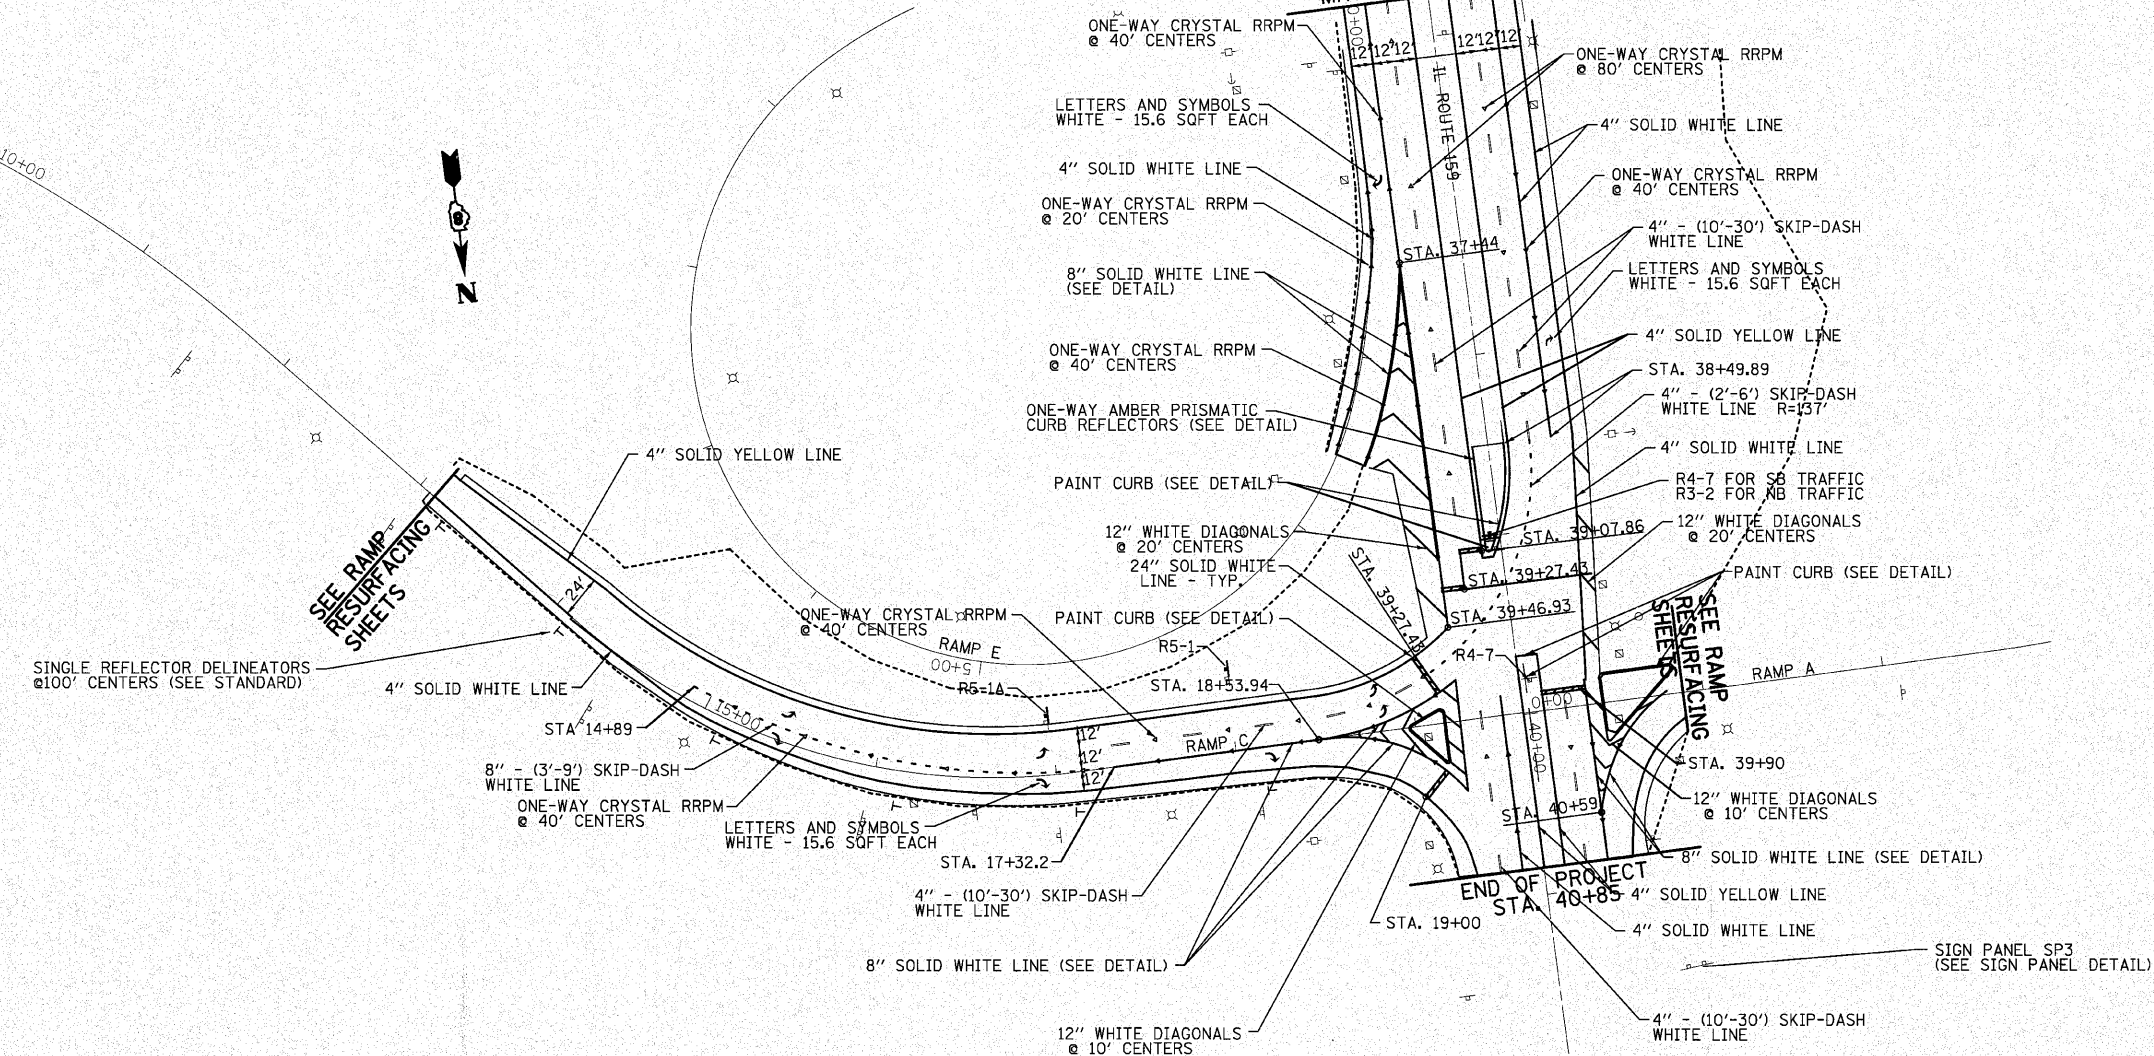 ONE-WAY CRYSTAL RRPM
@ 40' CENTERS
12' 12' 12'
12' 12' 12'
ONE-WAY CRYSTAL RRPM
@ 80' CENTERS
LETTERS AND SYMBOLS
WHITE - 15.6 SQFT EACH
IL ROUTE 159
4" SOLID WHITE LINE
4" SOLID WHITE LINE
ONE-WAY CRYSTAL RRPM
@ 40' CENTERS
10+00
ONE-WAY CRYSTAL RRPM
@ 20' CENTERS
4" - (10'-30') SKIP-DASH
WHITE LINE
STA. 37+44
8" SOLID WHITE LINE
(SEE DETAIL)
LETTERS AND SYMBOLS
WHITE - 15.6 SQFT EACH
N
4" SOLID YELLOW LINE
ONE-WAY CRYSTAL RRPM
@ 40' CENTERS
STA. 38+49.89
4" - (2'-6') SKIP-DASH
WHITE LINE R=137'
ONE-WAY AMBER PRISMATIC
CURB REFLECTORS (SEE DETAIL)
4" SOLID YELLOW LINE
4" SOLID WHITE LINE
PAINT CURB (SEE DETAIL)
R4-7 FOR SB TRAFFIC
R3-2 FOR NB TRAFFIC
12" WHITE DIAGONALS
@ 20' CENTERS
STA. 39+07.86
12" WHITE DIAGONALS
@ 20' CENTERS
24" SOLID WHITE
LINE - TYP.
STA. 39+27.43
STA. 39+27.43
PAINT CURB (SEE DETAIL)
SEE RAMP
RESURFACING
SHEETS
24'
ONE-WAY CRYSTAL RRPM
@ 40' CENTERS
PAINT CURB (SEE DETAIL)
STA. 39+46.93
SEE RAMP
RESURFACING
SHEETS
RAMP E
15+00
R5-1
R4-7
SINGLE REFLECTOR DELINEATORS
@100' CENTERS (SEE STANDARD)
4" SOLID WHITE LINE
R5-1A
STA. 18+53.94
RAMP A
0+00
STA 14+89
15+00
12'
12'
12'
RAMP C
40+00
STA. 39+90
8" - (3'-9') SKIP-DASH
WHITE LINE
ONE-WAY CRYSTAL RRPM
@ 40' CENTERS
12" WHITE DIAGONALS
@ 10' CENTERS
STA. 40+59
LETTERS AND SYMBOLS
WHITE - 15.6 SQFT EACH
STA. 17+32.2
8" SOLID WHITE LINE (SEE DETAIL)
END OF PROJECT
STA. 40+85
4" - (10'-30') SKIP-DASH
WHITE LINE
4" SOLID YELLOW LINE
STA. 19+00
4" SOLID WHITE LINE
8" SOLID WHITE LINE (SEE DETAIL)
SIGN PANEL SP3
(SEE SIGN PANEL DETAIL)
12" WHITE DIAGONALS
@ 10' CENTERS
4" - (10'-30') SKIP-DASH
WHITE LINE